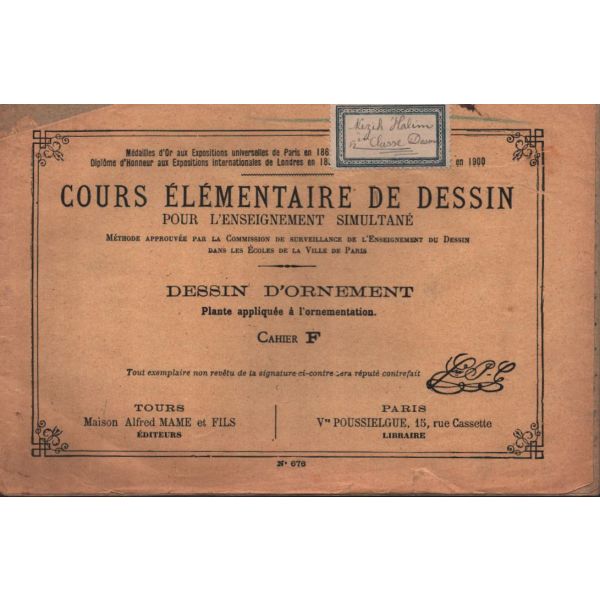 Nezih Halim
Classe
Médailles d'Or aux Expositions universelles de Paris en
Diplôme d'Honneur aux Expositions internationales de Londres en en 1900
COURS ÉLÉMENTAIRE DE DESSIN
POUR L'ENSEIGNEMENT SIMULTANÉ
MÉTHODE APPROUVÉE PAR LA COMMISSION DE SURVEILLANCE DE L'ENSEIGNEMENT DU DESSIN
DANS LES ÉCOLES DE LA VILLE DE PARIS
DESSIN D'ORNEMENT
Plante appliquée à l'ornementation.
CAHIER F
Tout exemplaire non revêtu de la signature ci-contre sera réputé contrefait
TOURS
Maison Alfred MAME et FILS
ÉDITEURS
PARIS
Vve POUSSIELGUE, 15, rue Cassette
LIBRAIRE
N° 676